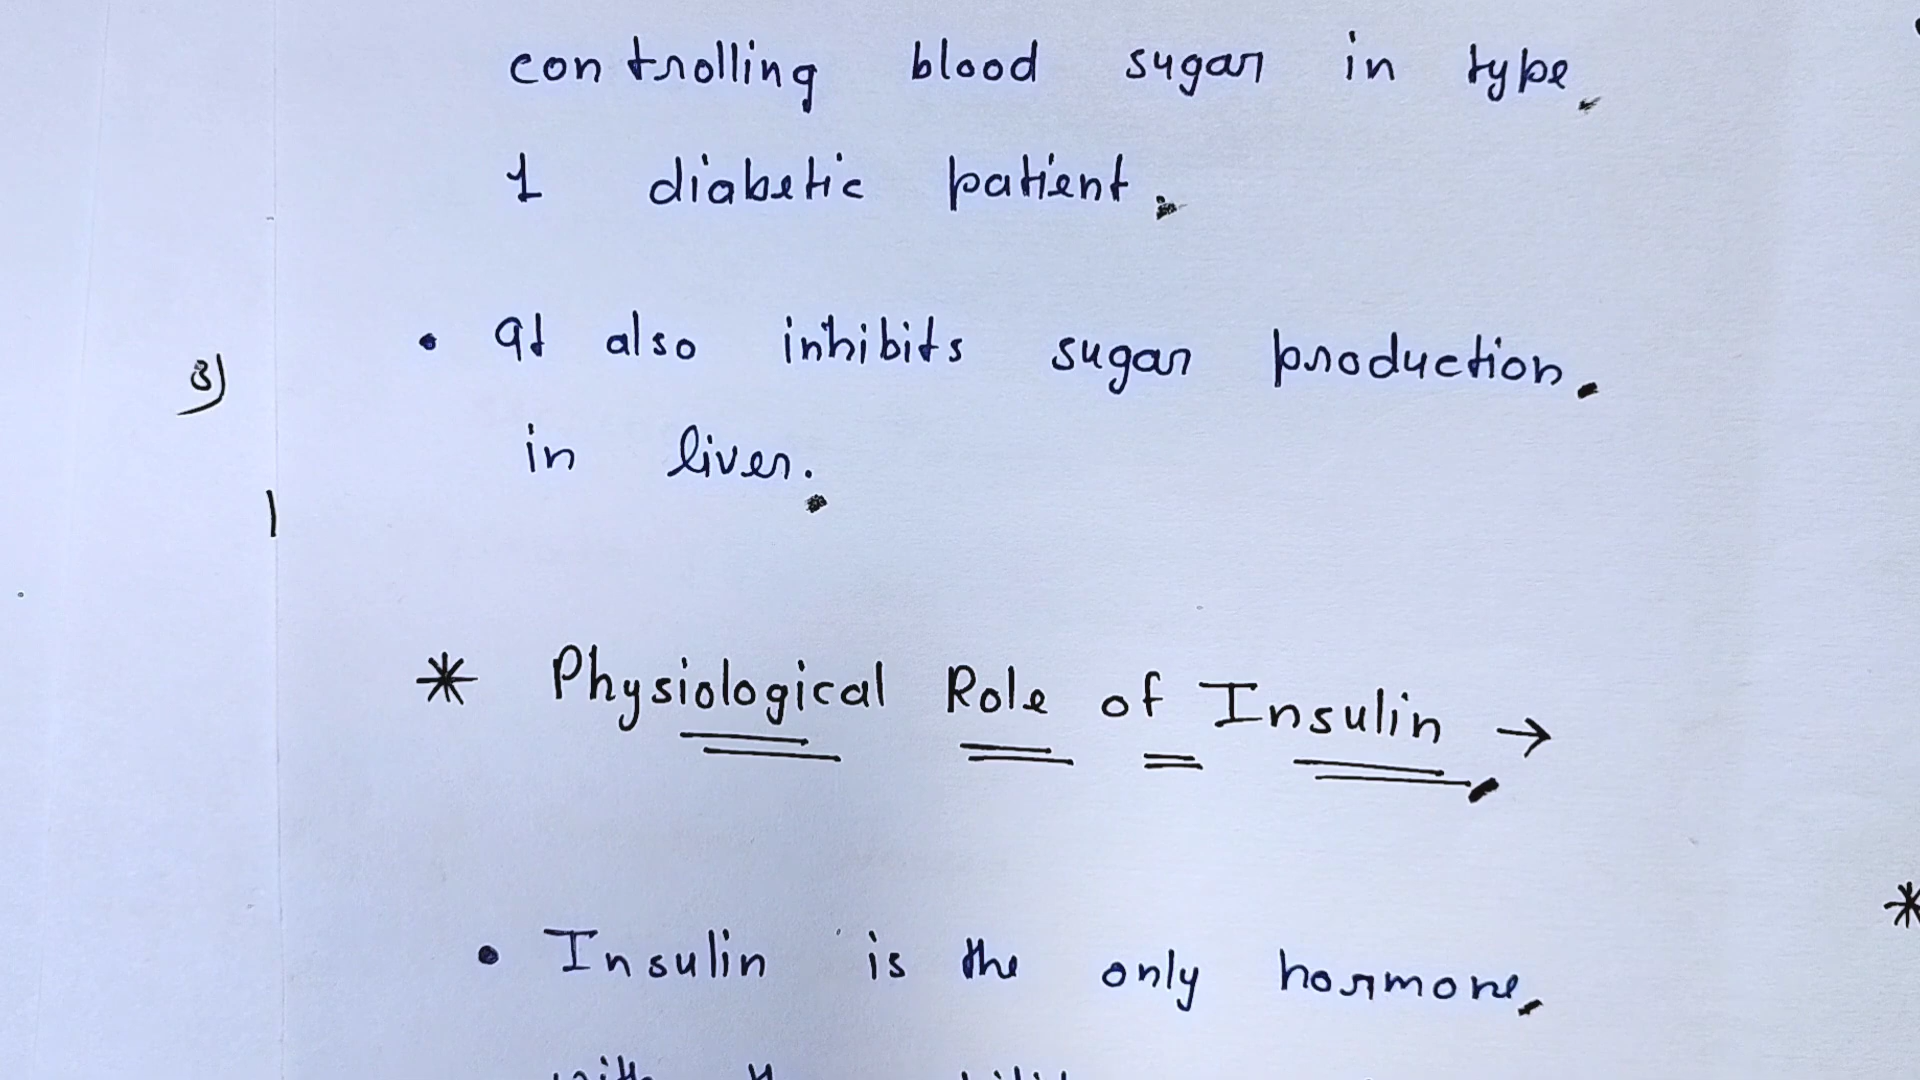 controlling blood sugar in type
1 diabetic patient.
• It also inhibits sugar production
in liver.
3)
* Physiological Role of Insulin →
• Insulin is the only hormone